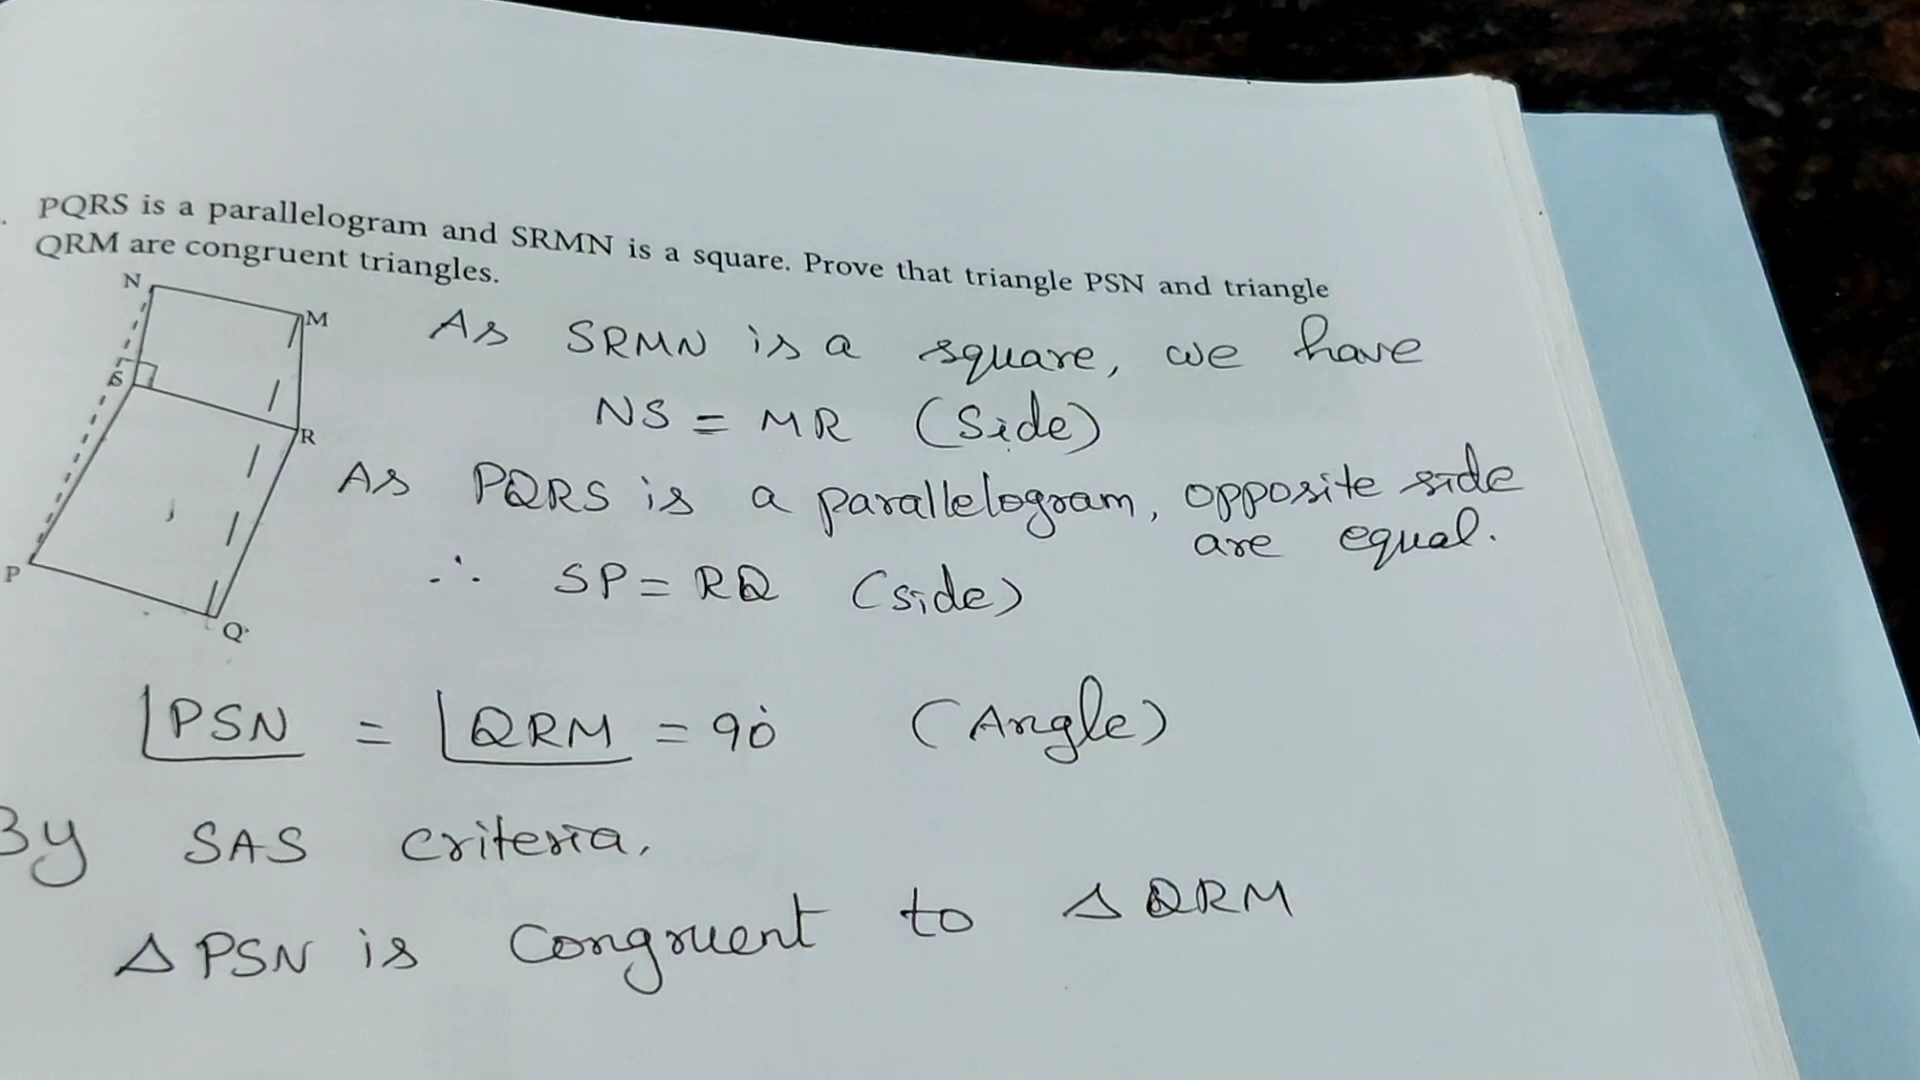 PQRS is a parallelogram and SRMN is a square. Prove that triangle PSN and triangle
QRM are congruent triangles.
N
M
S
R
P
Q
As SRMN is a square, we have
NS = MR (Side)
As PQRS is a parallelogram, opposite side
are equal.
∴ SP = RQ (side)
∠PSN = ∠QRM = 90° (Angle)
By SAS criteria,
△ PSN is congruent to △ QRM